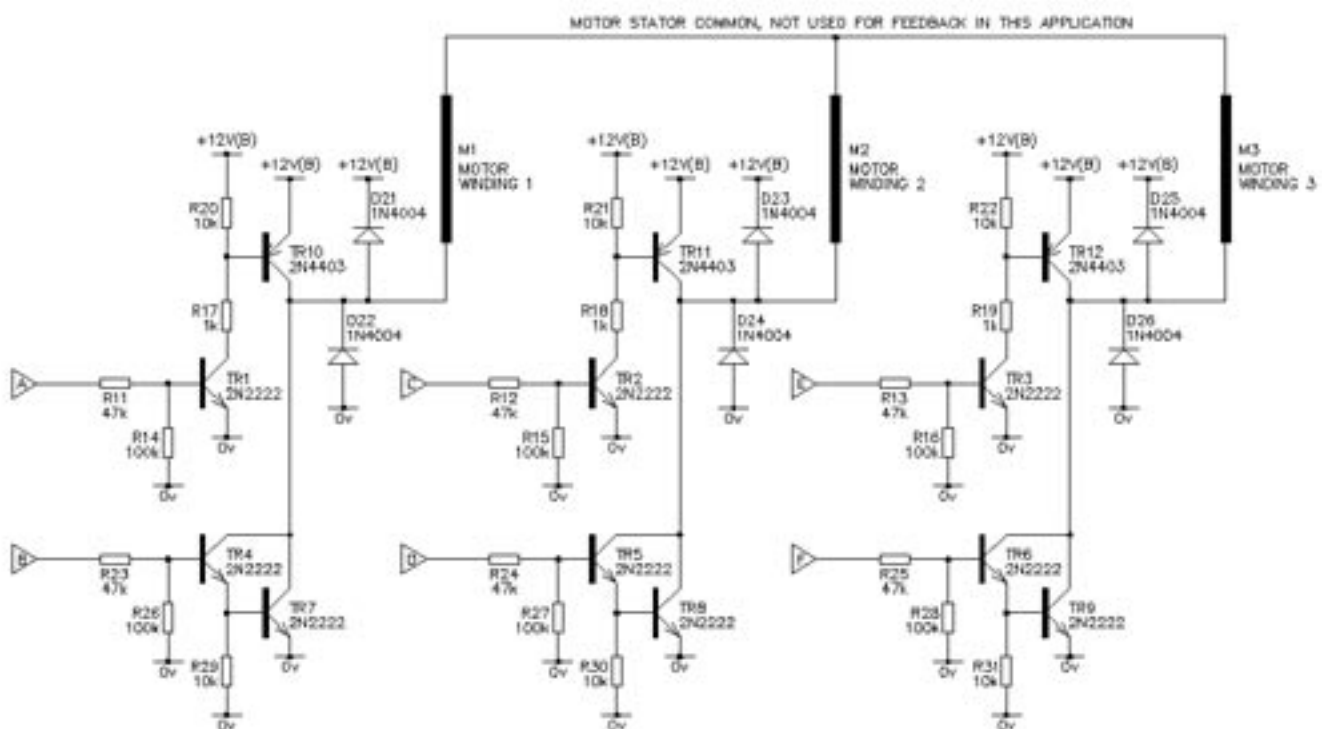 MOTOR STATOR COMMON, NOT USED FOR FEEDBACK IN THIS APPLICATION
+12V(B)
R20
10k
+12V(B)
TR10
2N4403
+12V(B)
D21
1N4004
M1
MOTOR
WINDING 1
R17
1k
D22
1N4004
0v
A
R11
47k
R14
100k
0v
TR1
2N2222
0v
B
R23
47k
R26
100k
0v
TR4
2N2222
TR7
2N2222
0v
R29
10k
0v
+12V(B)
R21
10k
+12V(B)
TR11
2N4403
+12V(B)
D23
1N4004
M2
MOTOR
WINDING 2
R18
1k
D24
1N4004
0v
C
R12
47k
R15
100k
0v
TR2
2N2222
0v
D
R24
47k
R27
100k
0v
TR5
2N2222
TR8
2N2222
0v
R30
10k
0v
+12V(B)
R22
10k
+12V(B)
TR12
2N4403
+12V(B)
D25
1N4004
M3
MOTOR
WINDING 3
R19
1k
D26
1N4004
0v
E
R13
47k
R16
100k
0v
TR3
2N2222
0v
F
R25
47k
R28
100k
0v
TR6
2N2222
TR9
2N2222
0v
R31
10k
0v